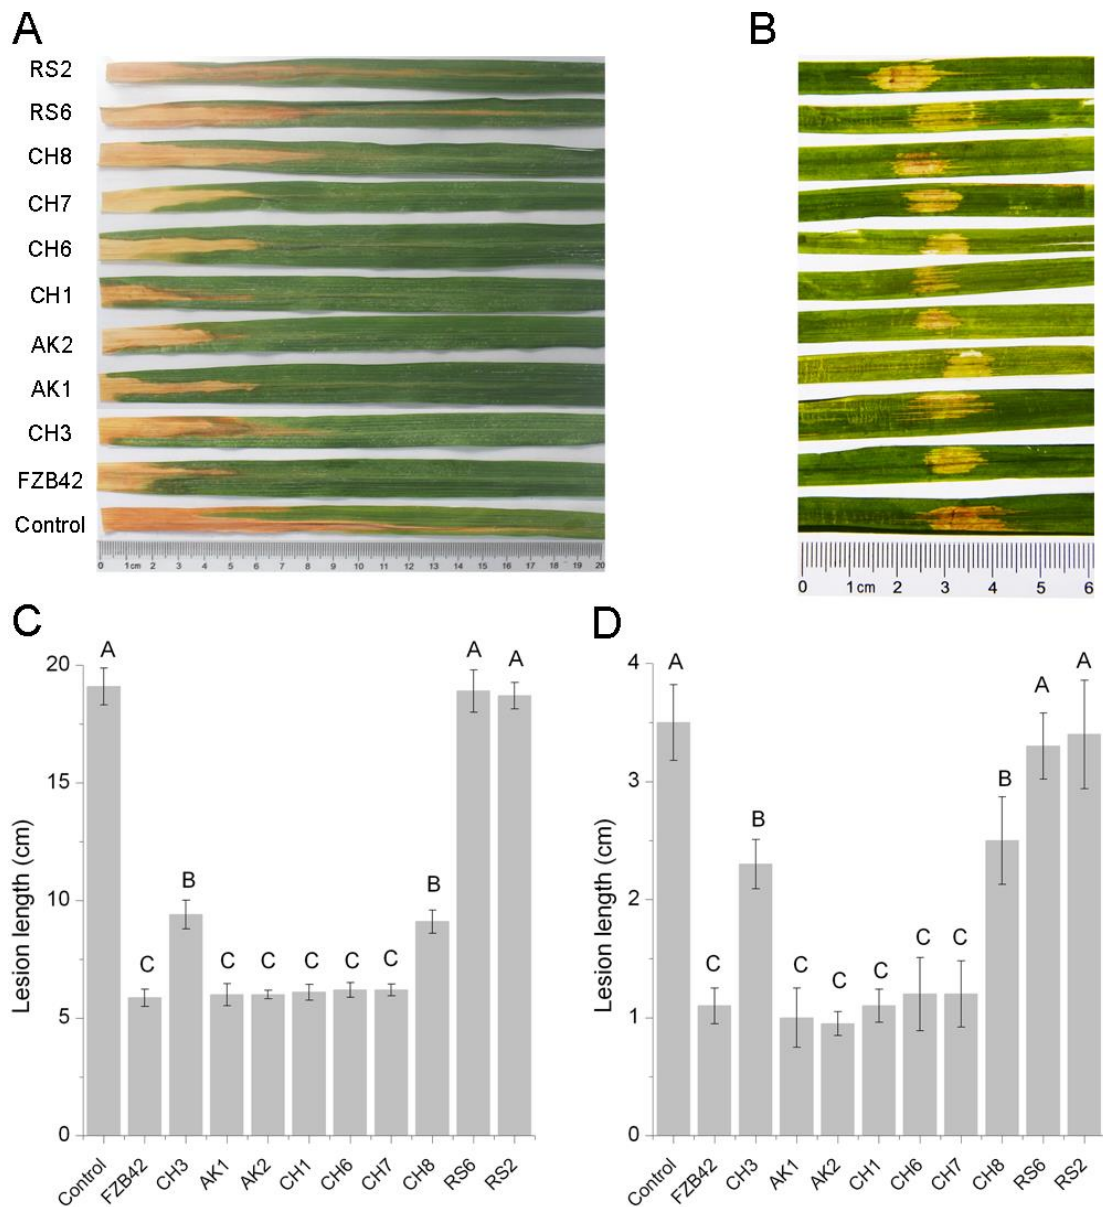 A
B
RS2
RS6
CH8
CH7
CH6
CH1
AK2
AK1
CH3
FZB42
Control
0 1cm 2 3 4 5 6 7 8 9 10 11 12 13 14 15 16 17 18 19 20
0 1 cm 2 3 4 5 6
C
Lesion length (cm)
20
15
10
5
0
A C B C C C C C B A A
Control FZB42 CH3 AK1 AK2 CH1 CH6 CH7 CH8 RS6 RS2
D
Lesion length (cm)
4
3
2
1
0
A C B C C C C C B A A
Control FZB42 CH3 AK1 AK2 CH1 CH6 CH7 CH8 RS6 RS2